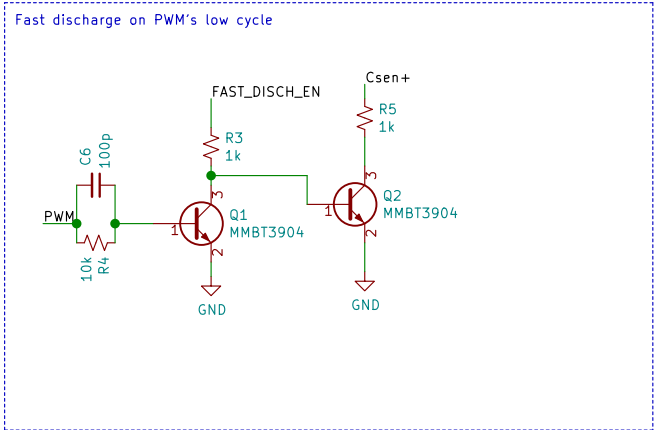 Fast discharge on PWM's low cycle
Csen+
FAST_DISCH_EN
R5
1k
R3
1k
C6
100p
3
3
PWM
Q1
MMBT3904
1
Q2
MMBT3904
1
10k
R4
2
2
GND
GND